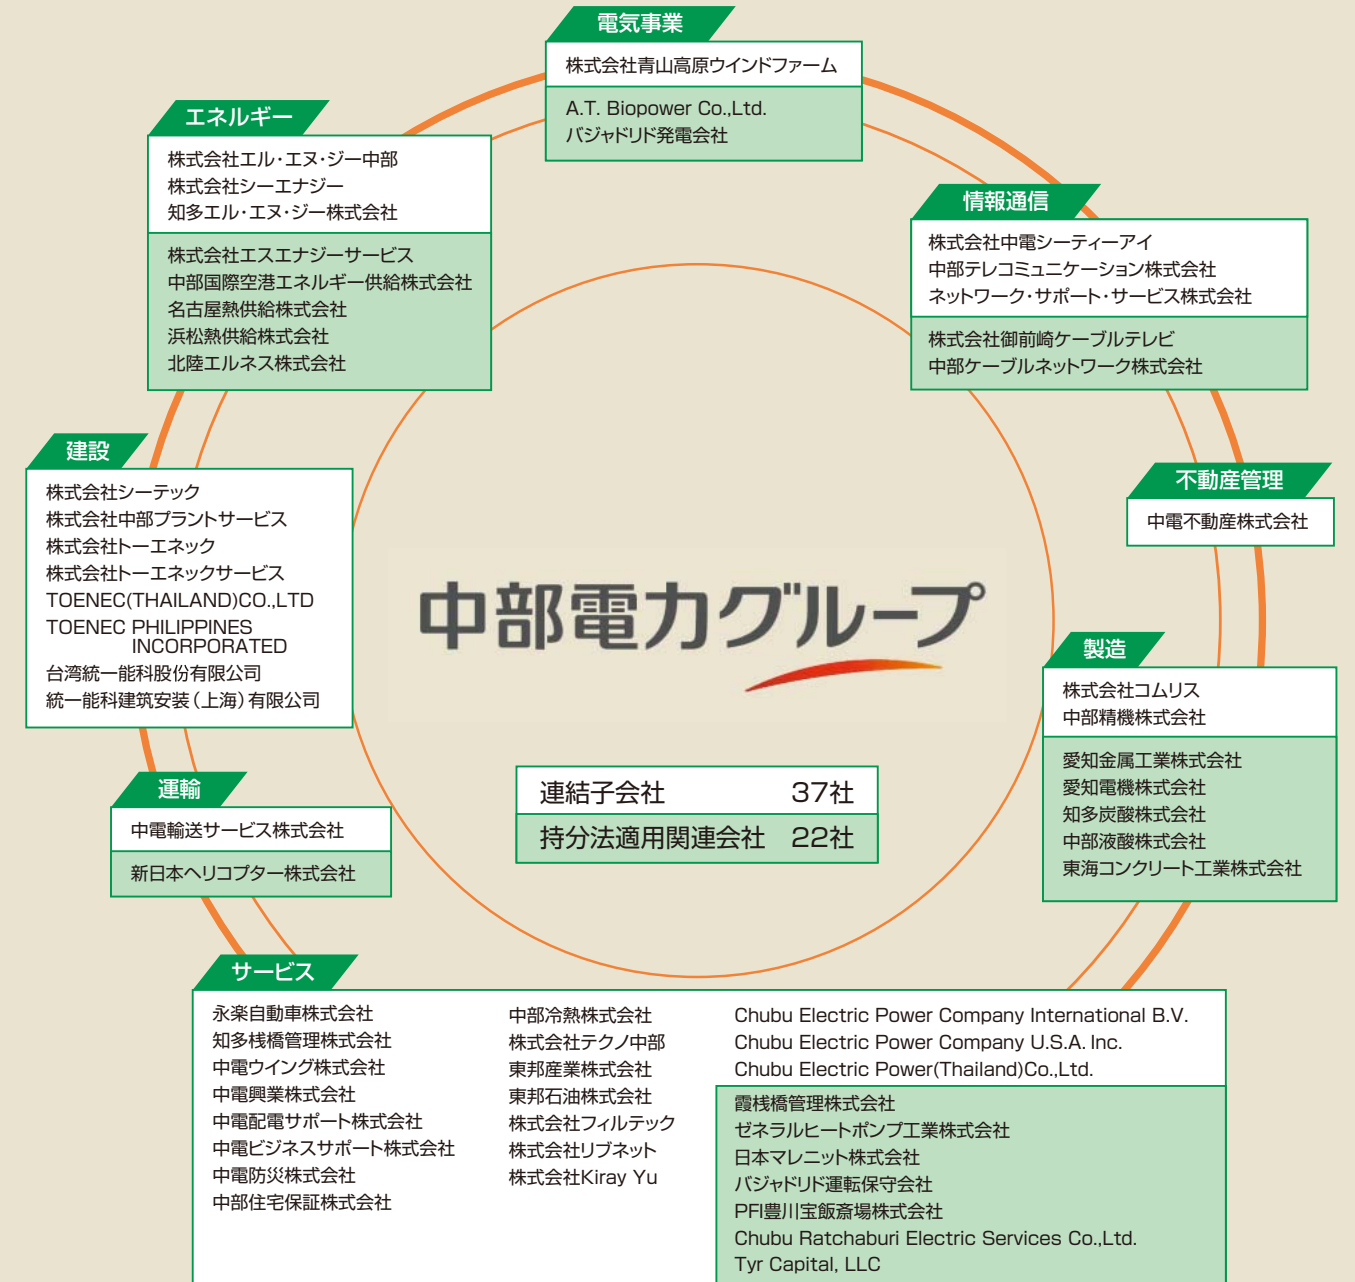 電気事業
株式会社青山高原ウインドファーム
A.T. Biopower Co.,Ltd.
バジャドリド発電会社
エネルギー
株式会社エル・エヌ・ジー中部
株式会社シーエナジー
知多エル・エヌ・ジー株式会社
株式会社エスエナジーサービス
中部国際空港エネルギー供給株式会社
名古屋熱供給株式会社
浜松熱供給株式会社
北陸エルネス株式会社
情報通信
株式会社中電シーティーアイ
中部テレコミュニケーション株式会社
ネットワーク・サポート・サービス株式会社
株式会社御前崎ケーブルテレビ
中部ケーブルネットワーク株式会社
建設
株式会社シーテック
株式会社中部プラントサービス
株式会社トーエネック
株式会社トーエネックサービス
TOENEC(THAILAND)CO.,LTD
TOENEC PHILIPPINES
INCORPORATED
台湾統一能科股份有限公司
統一能科建筑安装(上海)有限公司
不動産管理
中電不動産株式会社
中部電力グループ
製造
株式会社コムリス
中部精機株式会社
愛知金属工業株式会社
愛知電機株式会社
知多炭酸株式会社
中部液酸株式会社
東海コンクリート工業株式会社
連結子会社 37社
持分法適用関連会社 22社
運輸
中電輸送サービス株式会社
新日本ヘリコプター株式会社
サービス
永楽自動車株式会社
知多桟橋管理株式会社
中電ウイング株式会社
中電興業株式会社
中電配電サポート株式会社
中電ビジネスサポート株式会社
中電防災株式会社
中部住宅保証株式会社
中部冷熱株式会社
株式会社テクノ中部
東邦産業株式会社
東邦石油株式会社
株式会社フィルテック
株式会社リブネット
株式会社Kiray Yu
Chubu Electric Power Company International B.V.
Chubu Electric Power Company U.S.A. Inc.
Chubu Electric Power(Thailand)Co.,Ltd.
霞桟橋管理株式会社
ゼネラルヒートポンプ工業株式会社
日本マレニット株式会社
バジャドリド運転保守会社
PFI豊川宝飯斎場株式会社
Chubu Ratchaburi Electric Services Co.,Ltd.
Tyr Capital, LLC